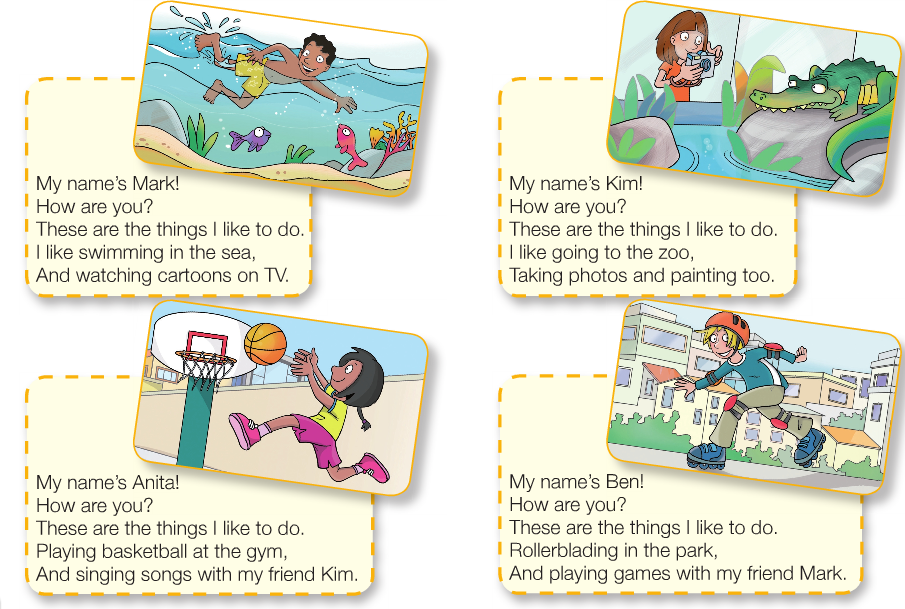 My name's Mark!
How are you?
These are the things I like to do.
I like swimming in the sea,
And watching cartoons on TV.
My name's Kim!
How are you?
These are the things I like to do.
I like going to the zoo,
Taking photos and painting too.
My name's Anita!
How are you?
These are the things I like to do.
Playing basketball at the gym,
And singing songs with my friend Kim.
My name's Ben!
How are you?
These are the things I like to do.
Rollerblading in the park,
And playing games with my friend Mark.